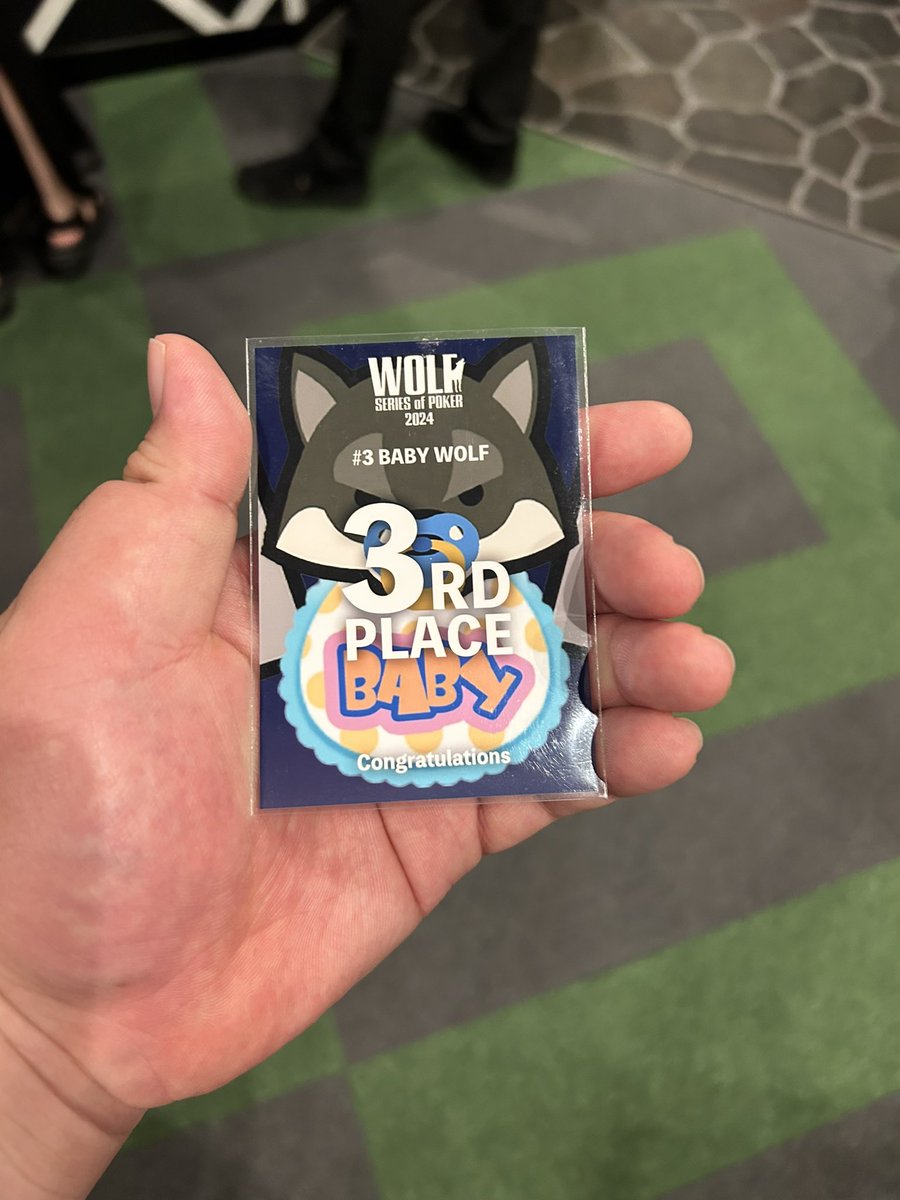 WOLF
SERIES of POKER
2024
#3 BABY WOLF
3RD
PLACE
BABY
Congratulations